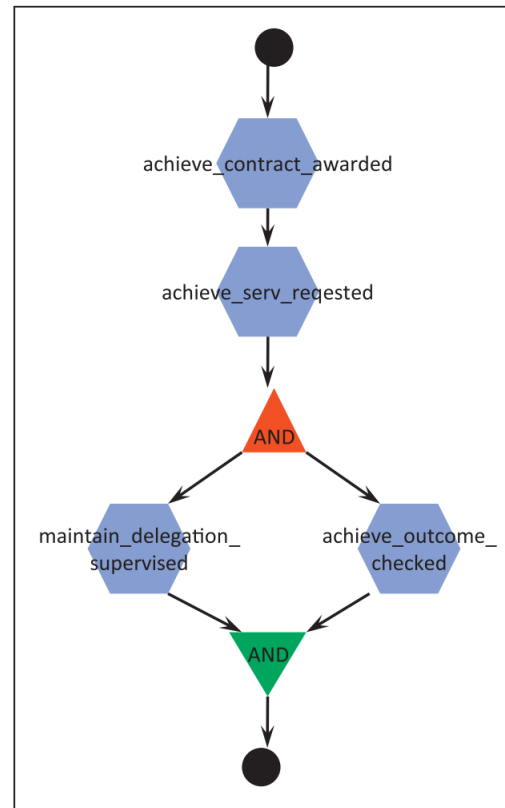 achieve_contract_awarded
achieve_serv_reqested
AND
maintain_delegation_
supervised
achieve_outcome_
checked
AND